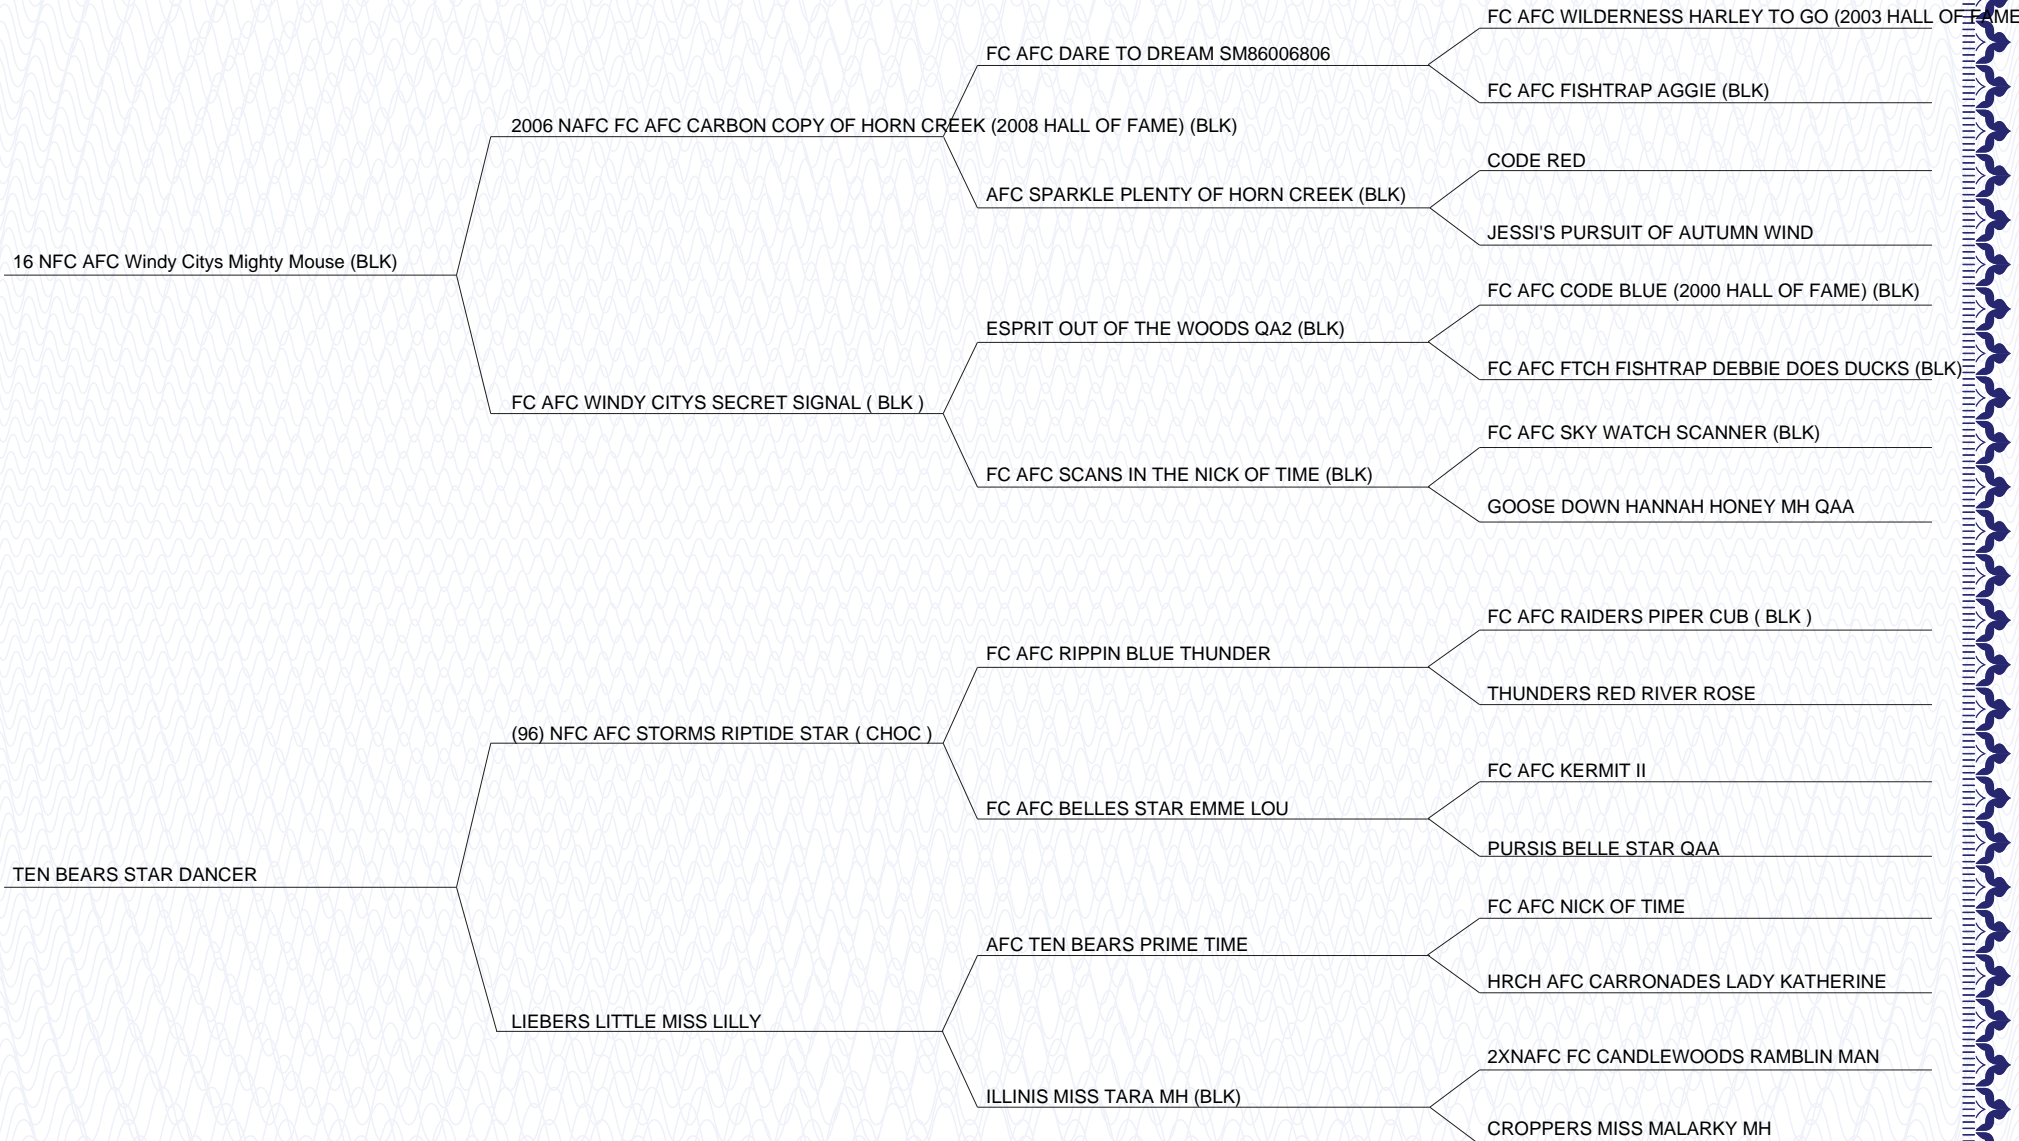 FC AFC WILDERNESS HARLEY TO GO (2003 HALL OF FAME
FC AFC DARE TO DREAM SM86006806
FC AFC FISHTRAP AGGIE (BLK)
2006 NAFC FC AFC CARBON COPY OF HORN CREEK (2008 HALL OF FAME) (BLK)
CODE RED
AFC SPARKLE PLENTY OF HORN CREEK (BLK)
JESSI'S PURSUIT OF AUTUMN WIND
16 NFC AFC Windy Citys Mighty Mouse (BLK)
FC AFC CODE BLUE (2000 HALL OF FAME) (BLK)
ESPRIT OUT OF THE WOODS QA2 (BLK)
FC AFC FTCH FISHTRAP DEBBIE DOES DUCKS (BLK)
FC AFC WINDY CITYS SECRET SIGNAL ( BLK )
FC AFC SKY WATCH SCANNER (BLK)
FC AFC SCANS IN THE NICK OF TIME (BLK)
GOOSE DOWN HANNAH HONEY MH QAA
FC AFC RAIDERS PIPER CUB ( BLK )
FC AFC RIPPIN BLUE THUNDER
THUNDERS RED RIVER ROSE
(96) NFC AFC STORMS RIPTIDE STAR ( CHOC )
FC AFC KERMIT II
FC AFC BELLES STAR EMME LOU
PURSIS BELLE STAR QAA
TEN BEARS STAR DANCER
FC AFC NICK OF TIME
AFC TEN BEARS PRIME TIME
HRCH AFC CARRONADES LADY KATHERINE
LIEBERS LITTLE MISS LILLY
2XNAFC FC CANDLEWOODS RAMBLIN MAN
ILLINIS MISS TARA MH (BLK)
CROPPERS MISS MALARKY MH